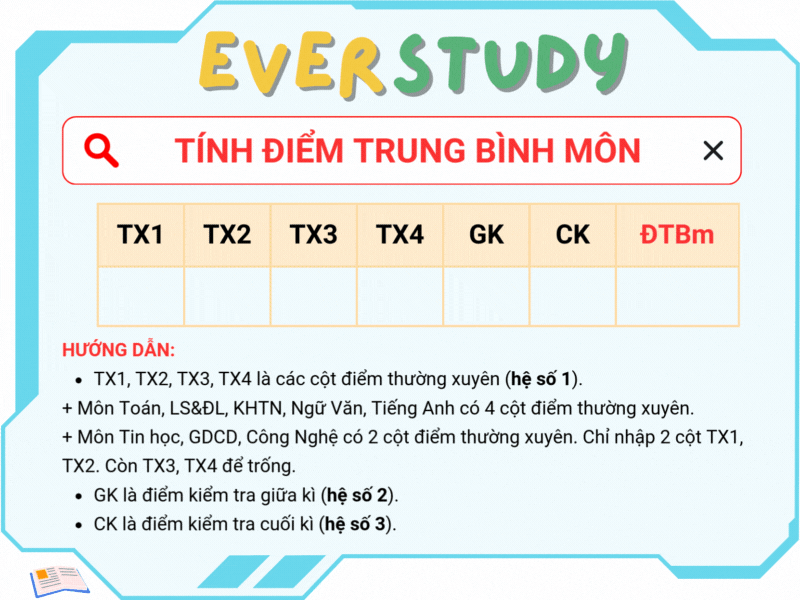 EVERSTUDY
TÍNH ĐIỂM TRUNG BÌNH MÔN
TX1 TX2 TX3 TX4 GK CK ĐTBm
HƯỚNG DẪN:
• TX1, TX2, TX3, TX4 là các cột điểm thường xuyên (hệ số 1).
+ Môn Toán, LS&ĐL, KHTN, Ngữ Văn, Tiếng Anh có 4 cột điểm thường xuyên.
+ Môn Tin học, GDCD, Công Nghệ có 2 cột điểm thường xuyên. Chỉ nhập 2 cột TX1,
TX2. Còn TX3, TX4 để trống.
• GK là điểm kiểm tra giữa kì (hệ số 2).
• CK là điểm kiểm tra cuối kì (hệ số 3).